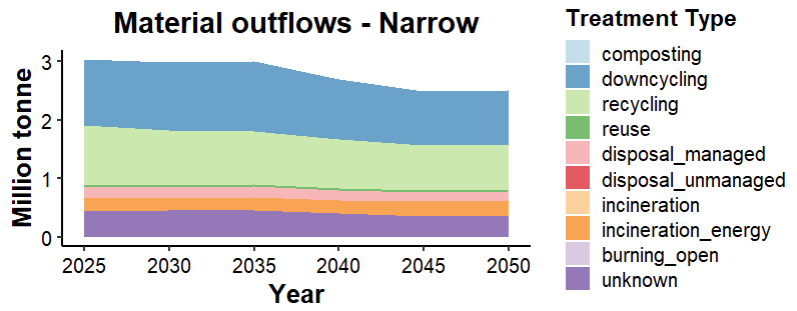 Material outflows - Narrow
Million tonne
3
2
1
0
2025 2030 2035 2040 2045 2050
Year
Treatment Type
composting
downcycling
recycling
reuse
disposal_managed
disposal_unmanaged
incineration
incineration_energy
burning_open
unknown